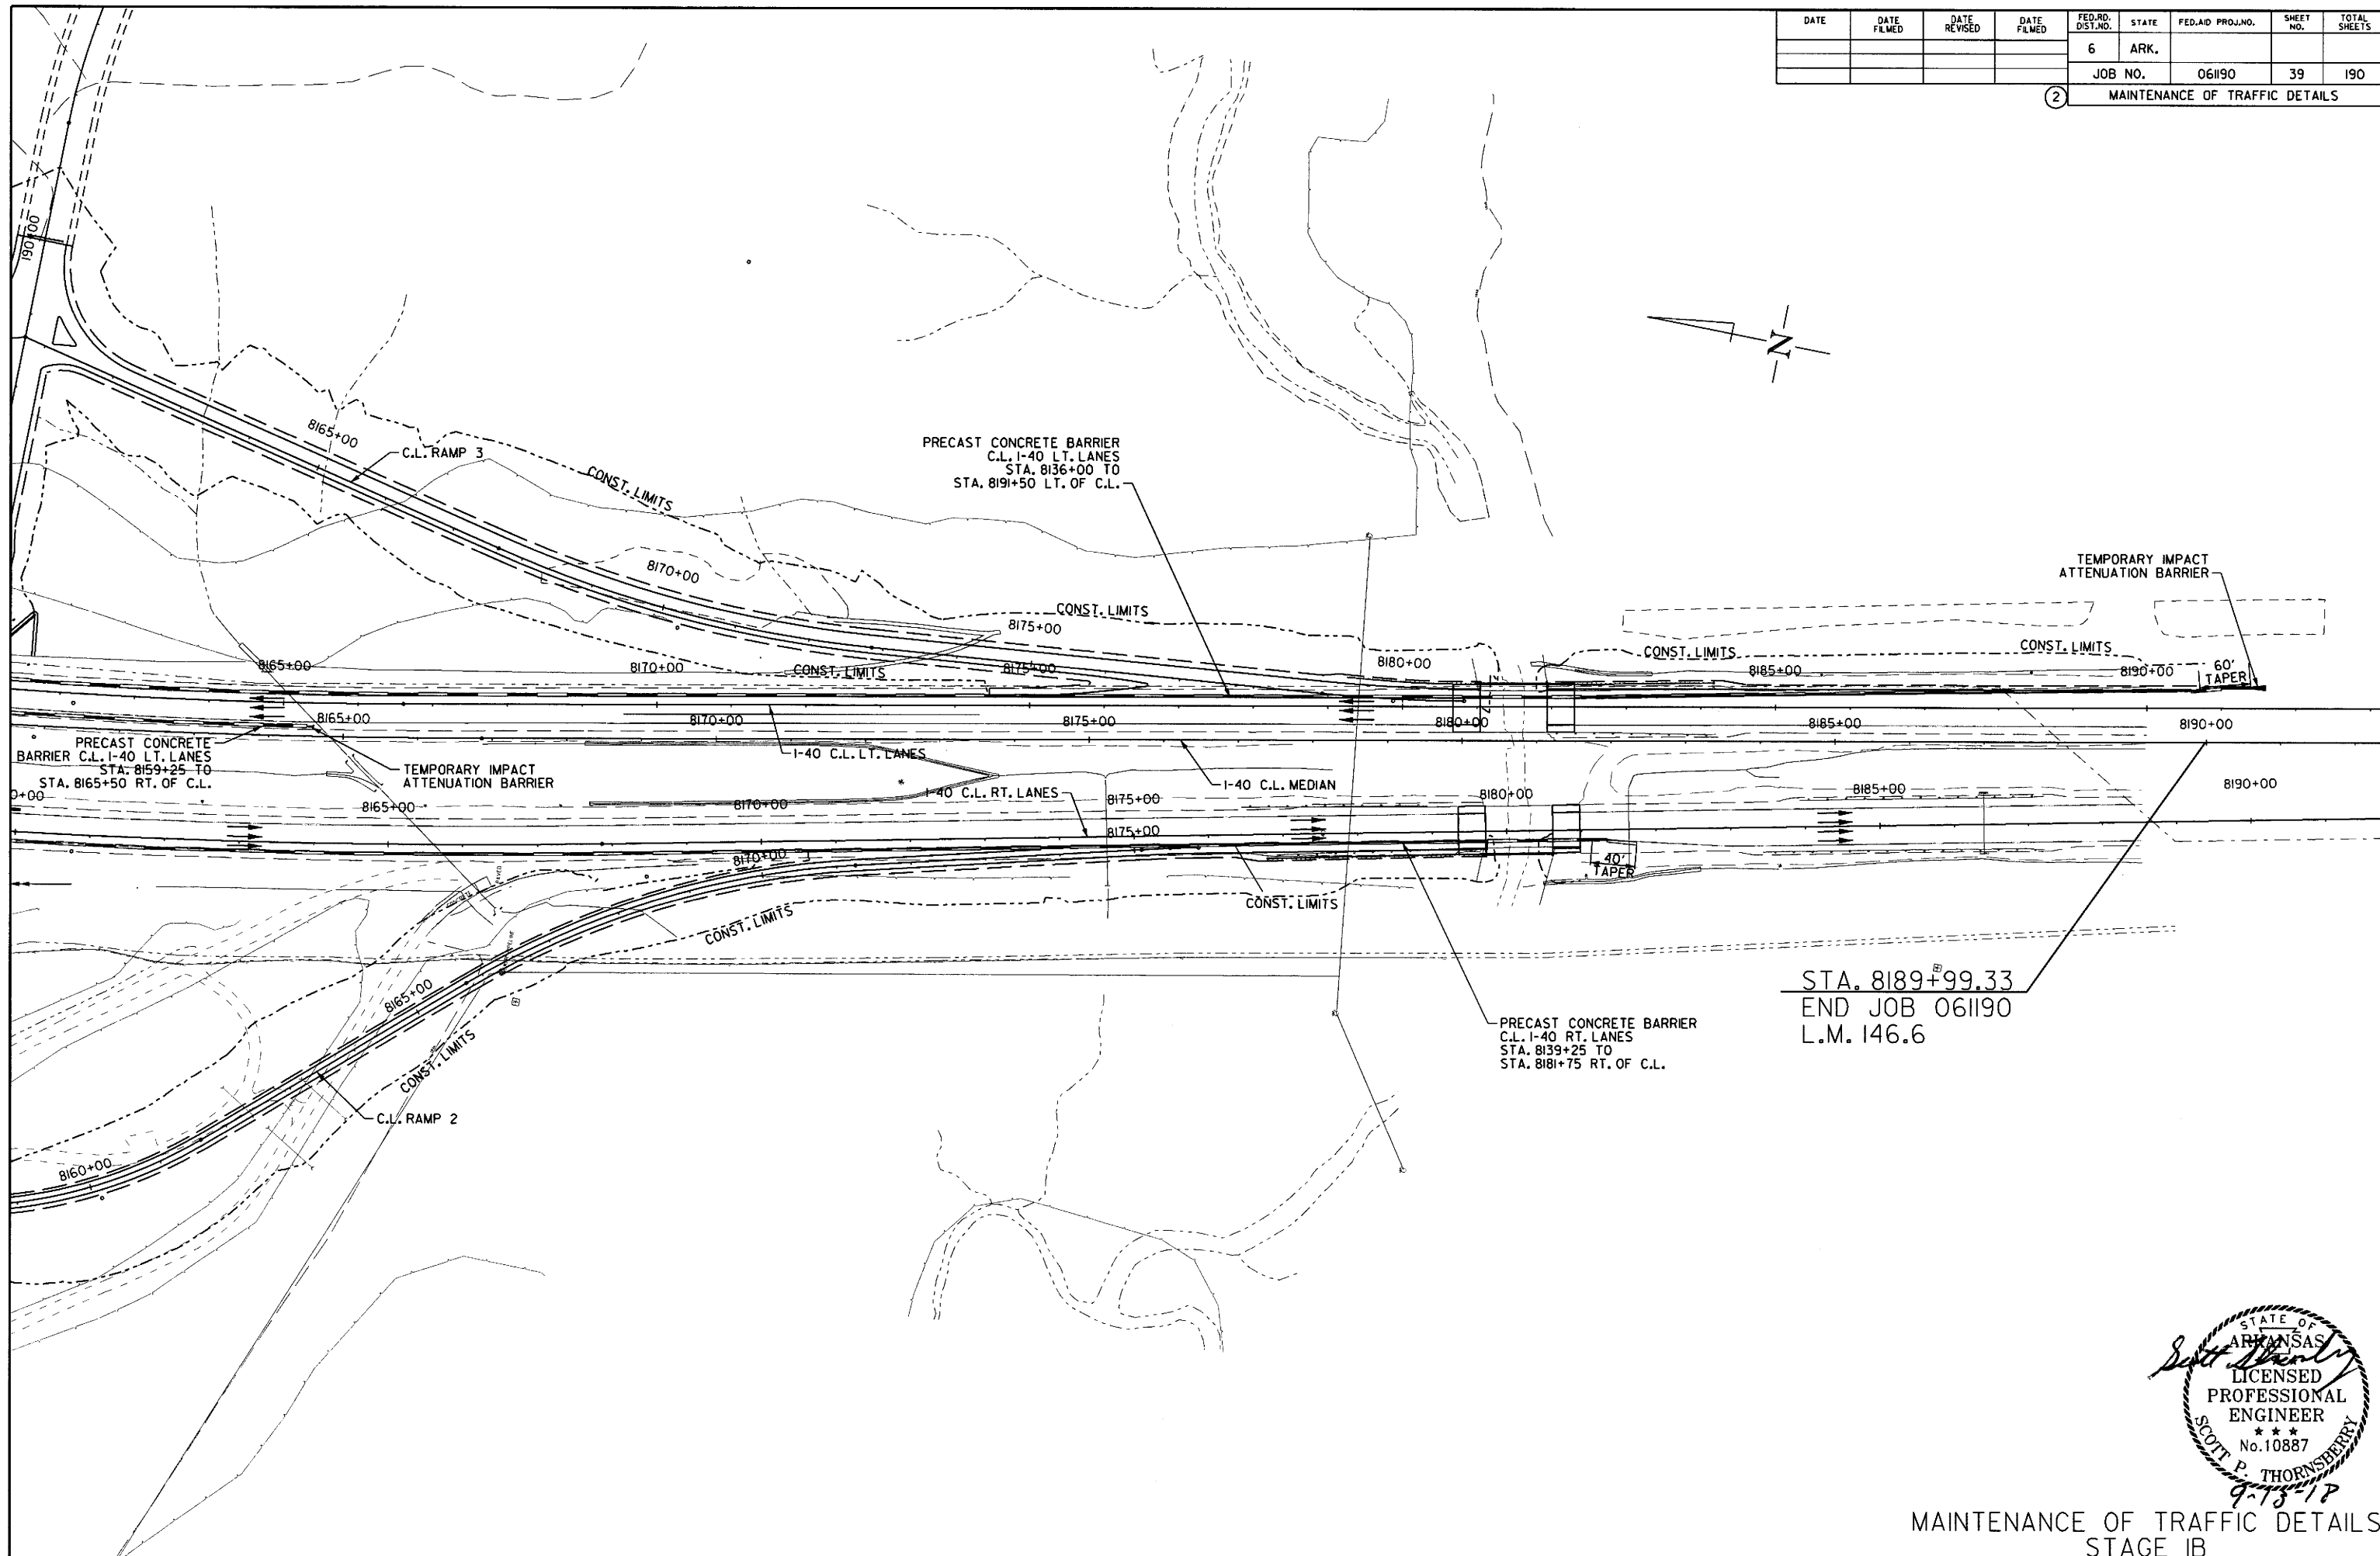 DATE
DATE FILMED
DATE REVISED
DATE FILMED
FED.RD. DIST.NO.
STATE
FED.AID PROJ.NO.
SHEET NO.
TOTAL SHEETS
6
ARK.
JOB NO.
061190
39
190
2
MAINTENANCE OF TRAFFIC DETAILS
190+00
N
8165+00
C.L. RAMP 3
CONST. LIMITS
PRECAST CONCRETE BARRIER
C.L. I-40 LT. LANES
STA. 8136+00 TO
STA. 8191+50 LT. OF C.L.
8170+00
TEMPORARY IMPACT
ATTENUATION BARRIER
CONST. LIMITS
8175+00
CONST. LIMITS
CONST. LIMITS
8165+00
8170+00
CONST. LIMITS
8175+00
8180+00
8185+00
8190+00
60'
TAPER
8165+00
8170+00
8175+00
8180+00
8185+00
8190+00
PRECAST CONCRETE
BARRIER C.L. I-40 LT. LANES
STA. 8159+25 TO
STA. 8165+50 RT. OF C.L.
TEMPORARY IMPACT
ATTENUATION BARRIER
I-40 C.L. LT. LANES
I-40 C.L. MEDIAN
I-40 C.L. RT. LANES
0+00
8165+00
8170+00
8175+00
8180+00
8185+00
8190+00
8170+00
8175+00
40'
TAPER
CONST. LIMITS
CONST. LIMITS
8165+00
CONST. LIMITS
C.L. RAMP 2
8160+00
PRECAST CONCRETE BARRIER
C.L. I-40 RT. LANES
STA. 8139+25 TO
STA. 8181+75 RT. OF C.L.
STA. 8189+99.33
END JOB 061190
L.M. 146.6
STATE OF
ARKANSAS
LICENSED
PROFESSIONAL
ENGINEER
★ ★ ★
No.10887
SCOTT P. THORNSBERRY
9-13-18
MAINTENANCE OF TRAFFIC DETAILS
STAGE 1B